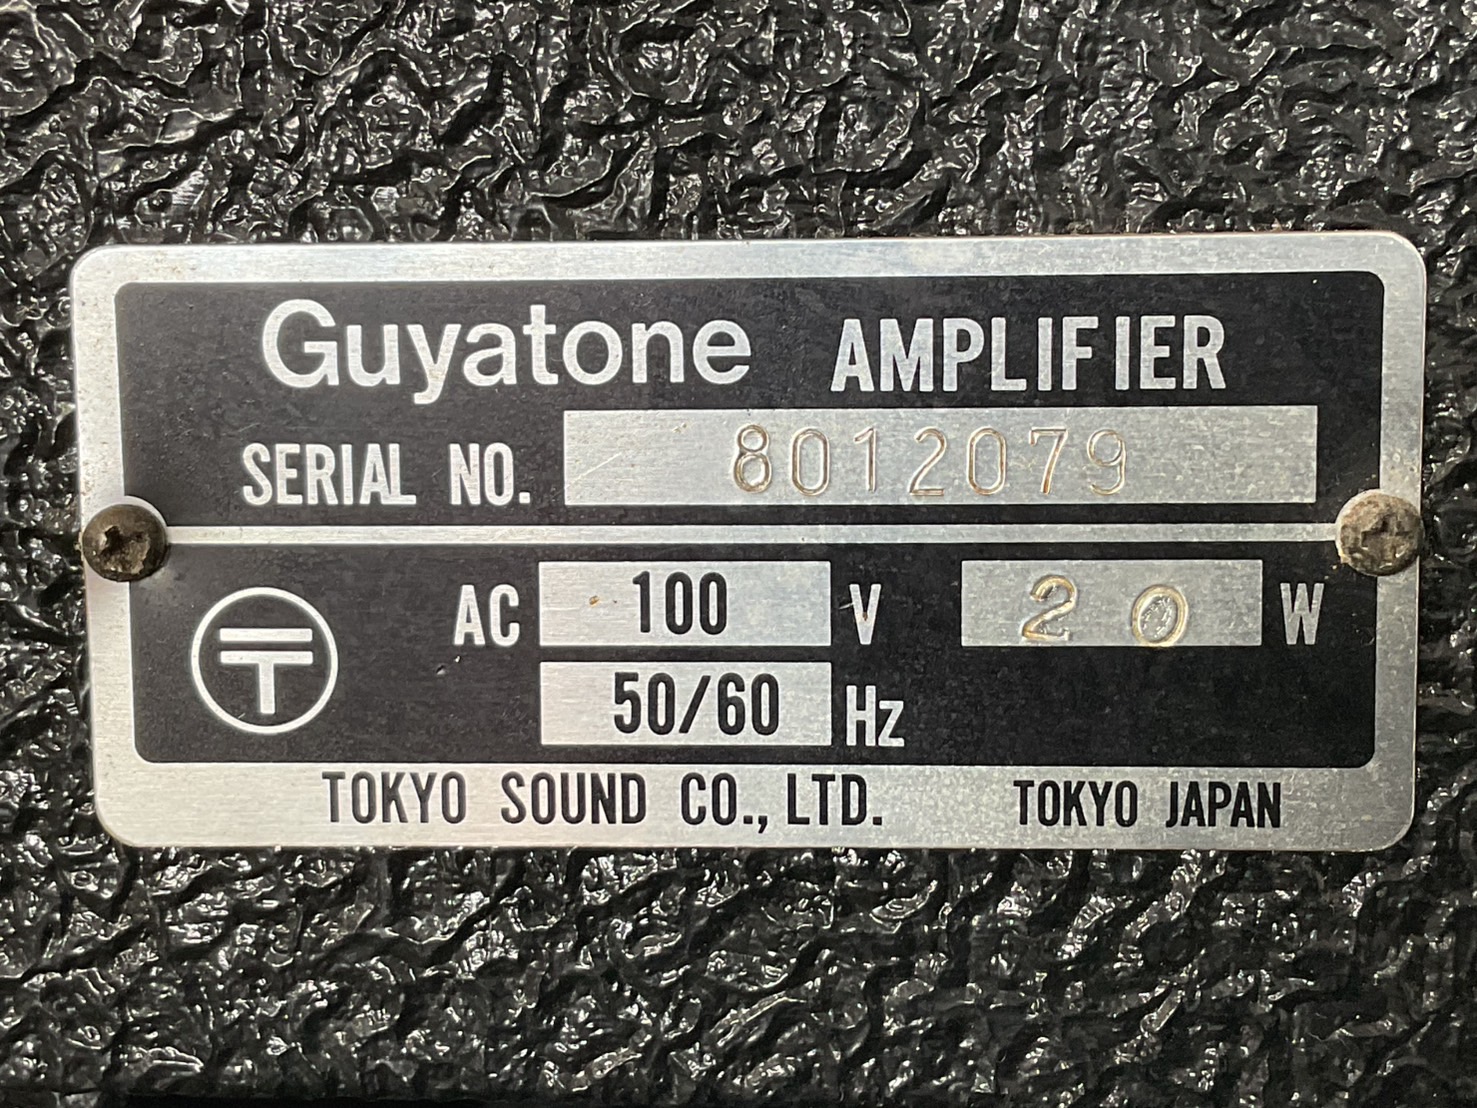 Guyatone AMPLIFIER
SERIAL NO. 8012079
〒 AC 100 V 20 W
50/60 Hz
TOKYO SOUND CO., LTD. TOKYO JAPAN